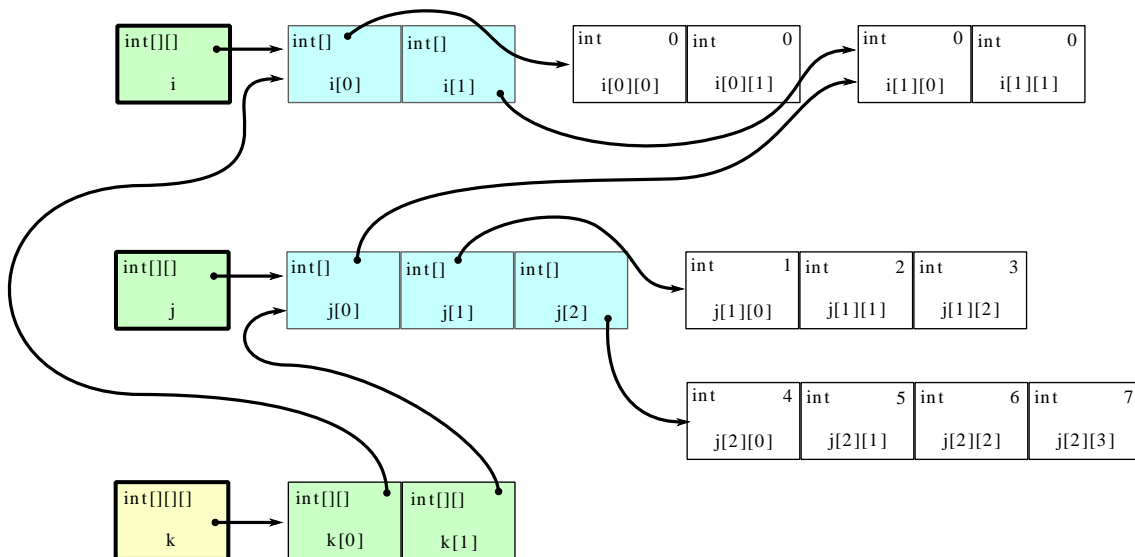 int[][] int[] int[] int 0 int 0 int 0 int 0
i i[0] i[1] i[0][0] i[0][1] i[1][0] i[1][1]
int[][] int[] int[] int[] int 1 int 2 int 3
j j[0] j[1] j[2] j[1][0] j[1][1] j[1][2]
int 4 int 5 int 6 int 7
j[2][0] j[2][1] j[2][2] j[2][3]
int[][][] int[][] int[][]
k k[0] k[1]